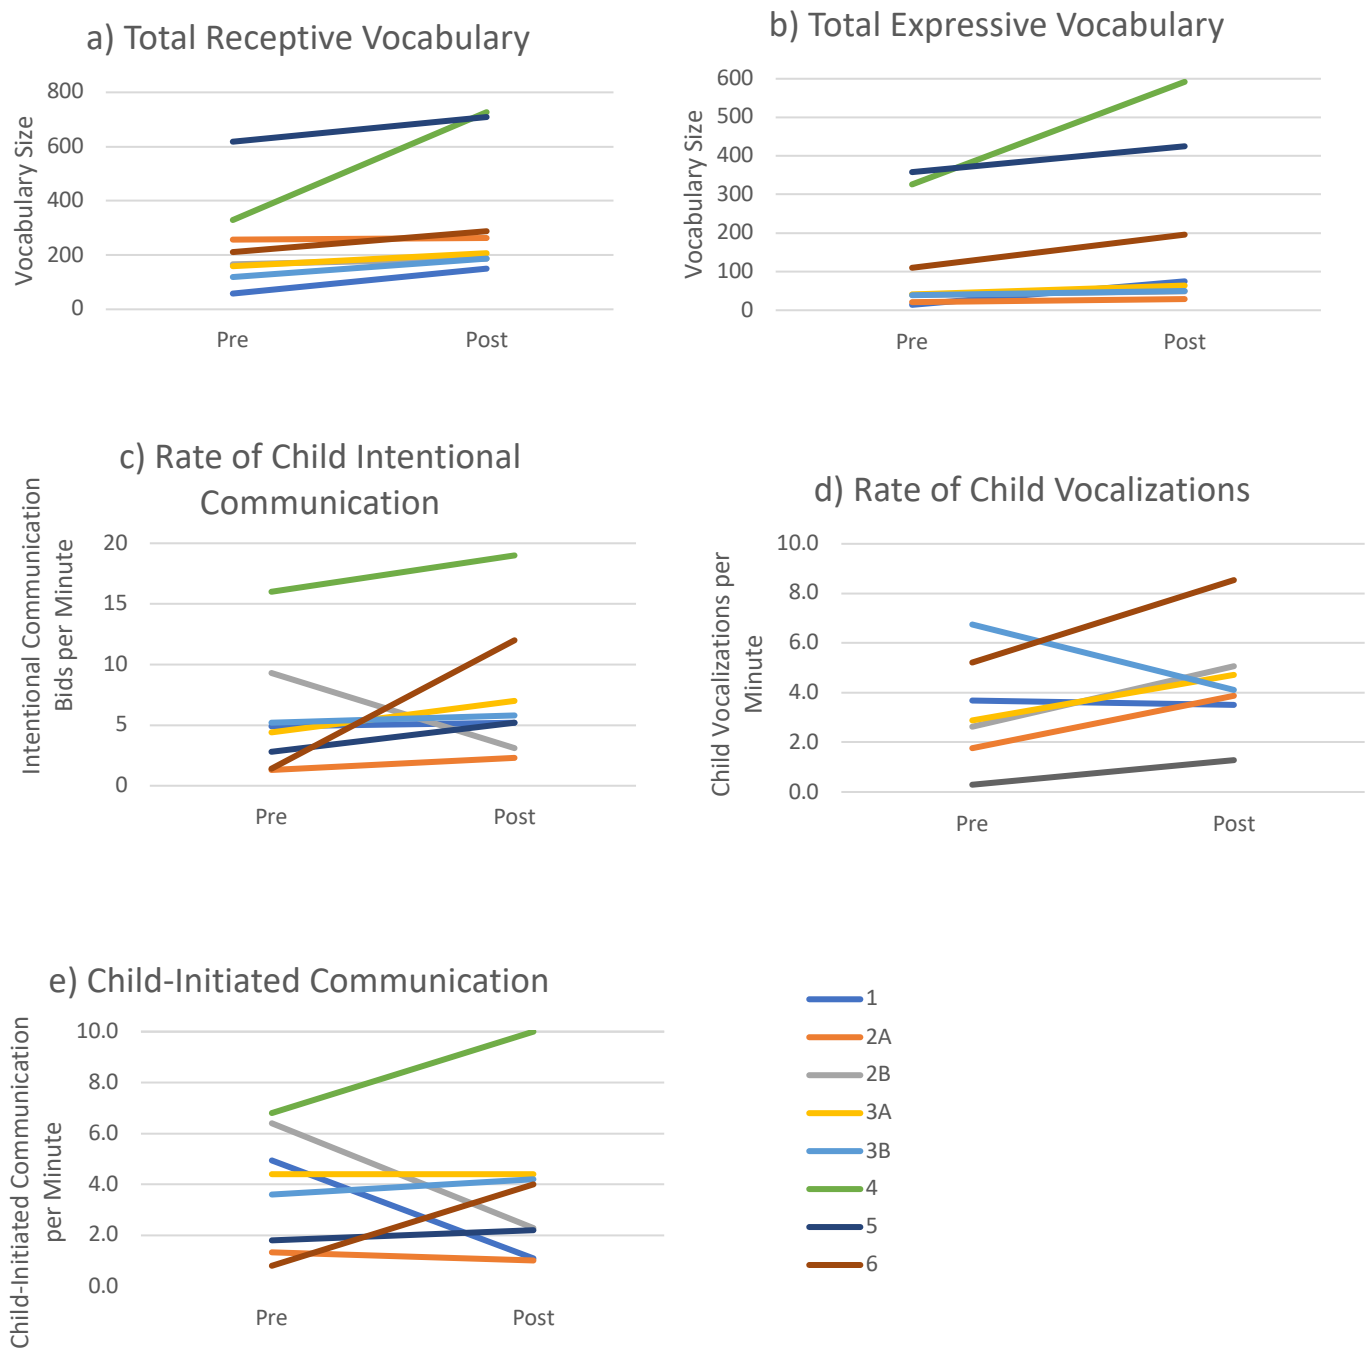 a) Total Receptive Vocabulary
Vocabulary Size
800
600
400
200
0
Pre
Post
b) Total Expressive Vocabulary
Vocabulary Size
600
500
400
300
200
100
0
Pre
Post
c) Rate of Child Intentional
Communication
Intentional Communication
Bids per Minute
20
15
10
5
0
Pre
Post
d) Rate of Child Vocalizations
Child Vocalizations per
Minute
10.0
8.0
6.0
4.0
2.0
0.0
Pre
Post
e) Child-Initiated Communication
Child-Initiated Communication
per Minute
10.0
8.0
6.0
4.0
2.0
0.0
Pre
Post
1
2A
2B
3A
3B
4
5
6